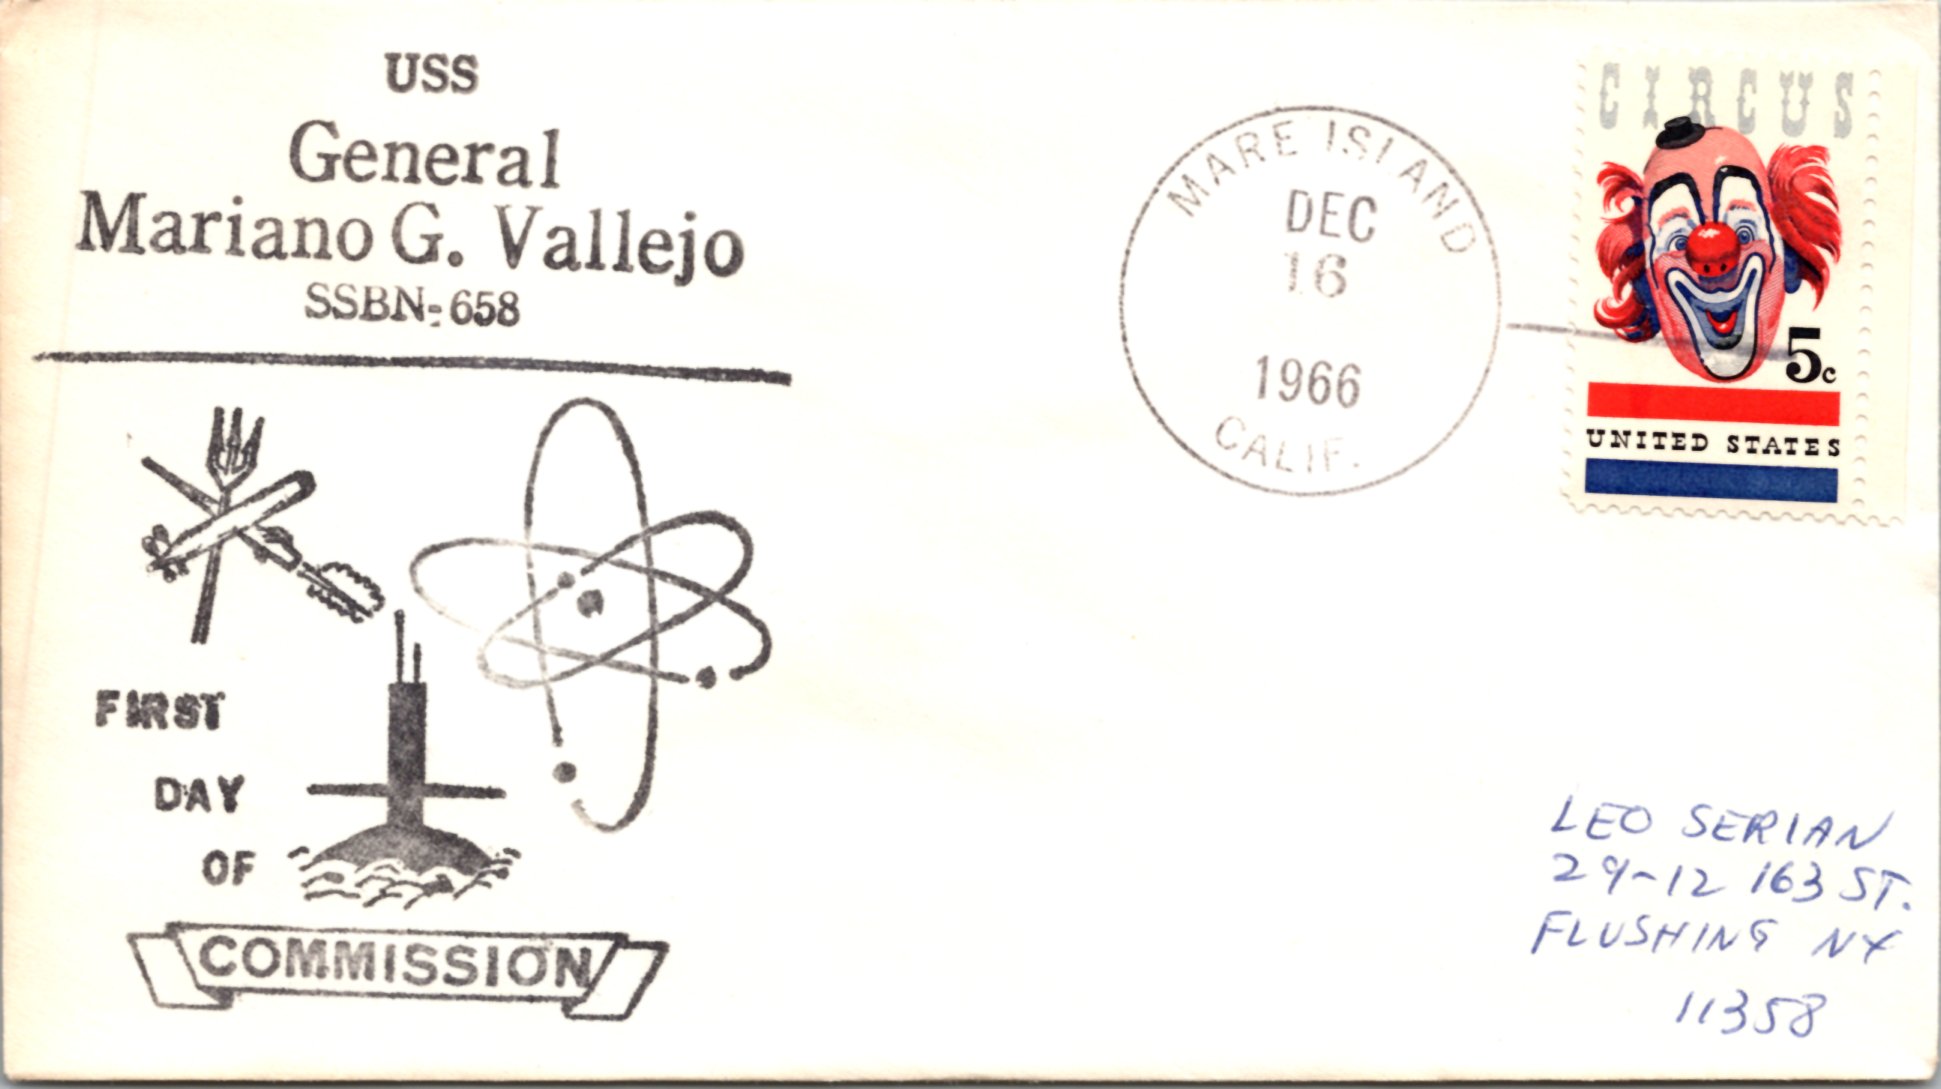 USS
General
Mariano G. Vallejo
SSBN-658
FIRST
DAY
OF
COMMISSION
MARE ISLAND
DEC
16
1966
CALIF.
CIRCUS
5c
UNITED STATES
LEO SERIAN
29-12 163 ST.
FLUSHING NY
11358